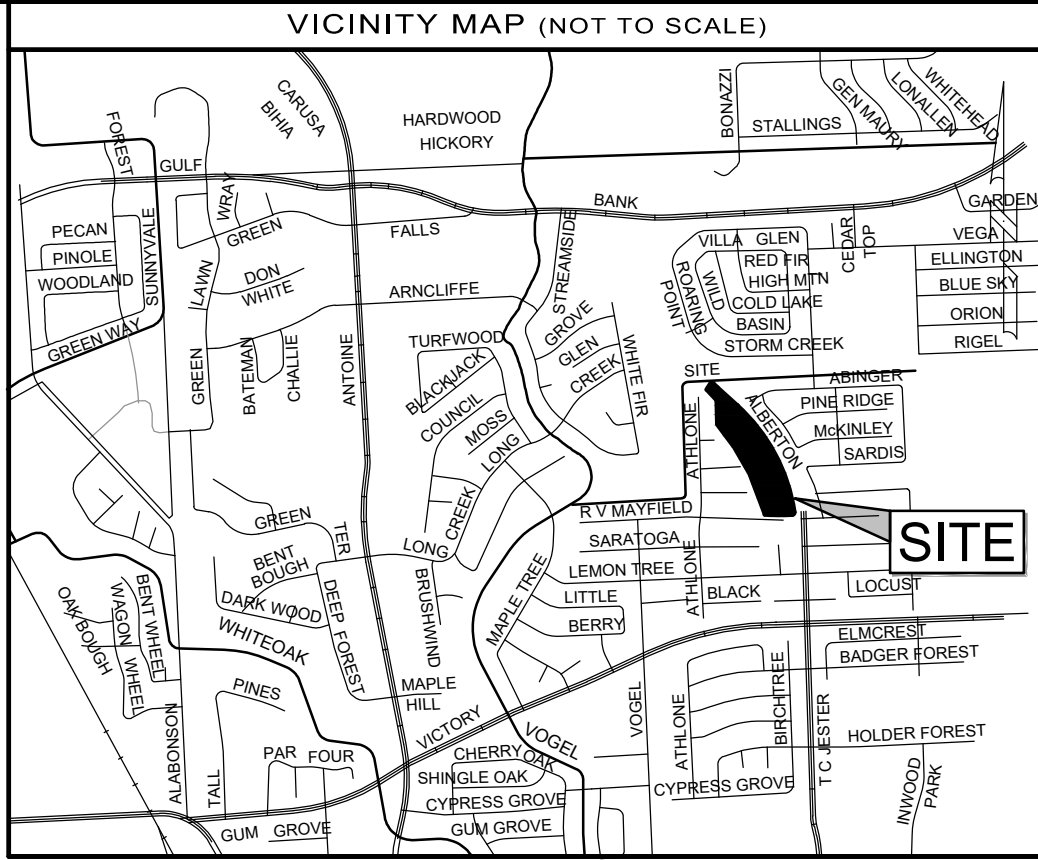 VICINITY MAP (NOT TO SCALE)
FOREST
CARUSA
BIHIA
HARDWOOD
HICKORY
BONAZZI
GEN MAURY
LONALLEN
WHITEHEAD
STALLINGS
GULF
WRAY
BANK
GARDEN
PECAN
PINOLE
WOODLAND
SUNNYVALE
GREEN
FALLS
STREAMSIDE
VILLA GLEN
RED FIR
HIGH MTN
COLD LAKE
BASIN
WILD
ROARING
POINT
STORM CREEK
CEDAR
TOP
VEGA
ELLINGTON
BLUE SKY
ORION
RIGEL
LAWN
DON
WHITE
ARNCLIFFE
GREEN WAY
GREEN
BATEMAN
CHALLIE
ANTOINE
TURFWOOD
BLACKJACK
COUNCIL
MOSS
LONG
CREEK
GROVE
GLEN
CREEK
WHITE FIR
SITE
ABINGER
PINE RIDGE
McKINLEY
SARDIS
ALBERTON
ATHLONE
R V MAYFIELD
SITE
SARATOGA
GREEN
TER
BENT
BOUGH
LONG
LEMON TREE
ATHLONE
BLACK
LOCUST
OAK BOUGH
WAGON WHEEL
BENT WHEEL
DARK WOOD
WHITEOAK
DEEP FOREST
BRUSHWIND
MAPLE TREE
LITTLE
BERRY
ELMCREST
BADGER FOREST
ALABONSON
PINES
TALL
MAPLE
HILL
VICTORY
VOGEL
VOGEL
ATHLONE
BIRCHTREE
T C JESTER
HOLDER FOREST
INWOOD
PARK
PAR FOUR
CHERRY OAK
SHINGLE OAK
CYPRESS GROVE
CYPRESS GROVE
GUM GROVE
GUM GROVE